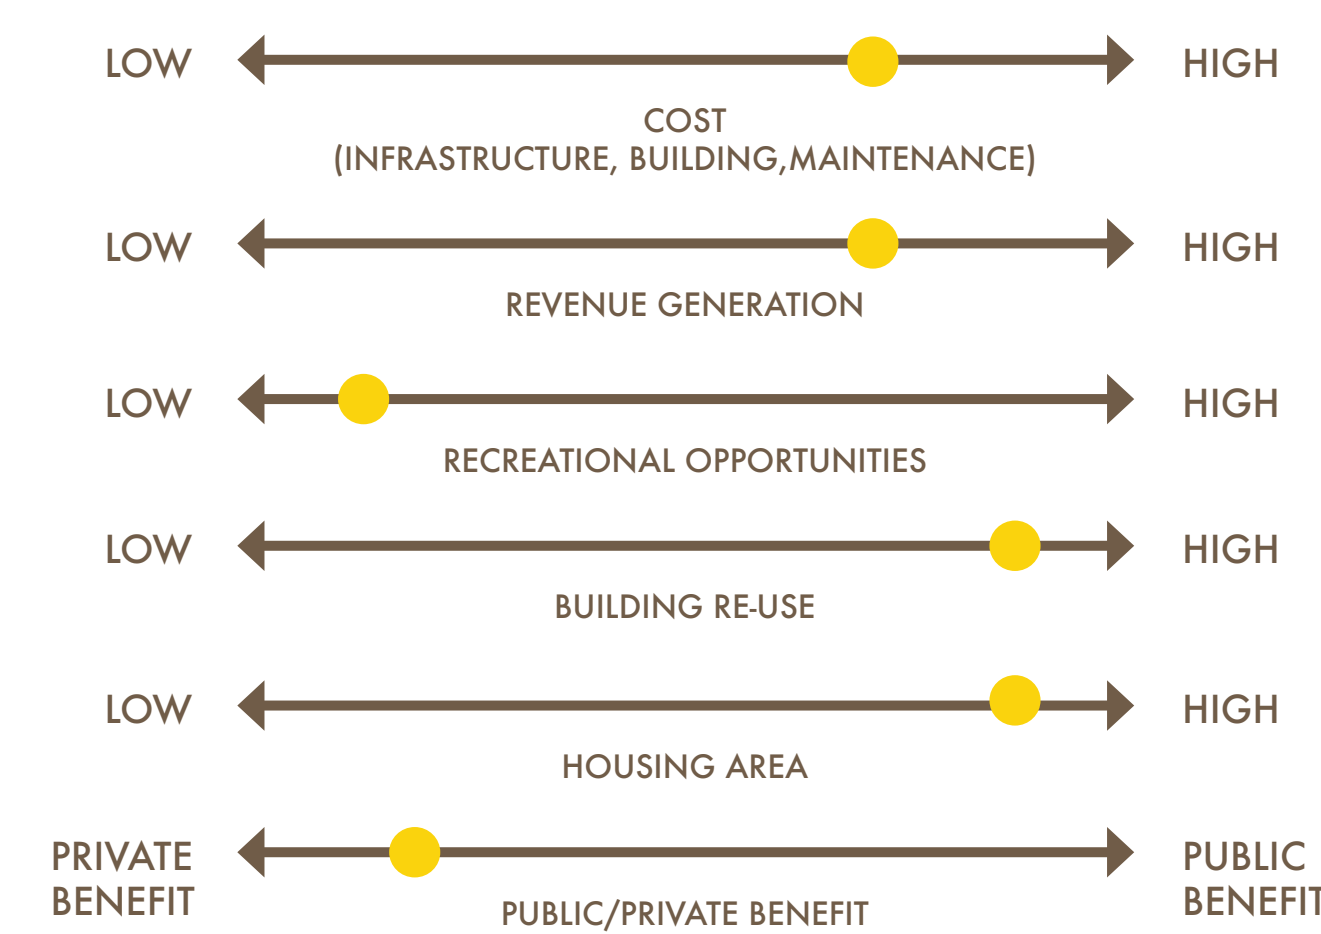 LOW HIGH
COST
(INFRASTRUCTURE, BUILDING,MAINTENANCE)
LOW HIGH
REVENUE GENERATION
LOW HIGH
RECREATIONAL OPPORTUNITIES
LOW HIGH
BUILDING RE-USE
LOW HIGH
HOUSING AREA
PRIVATE PUBLIC
BENEFIT BENEFIT
PUBLIC/PRIVATE BENEFIT